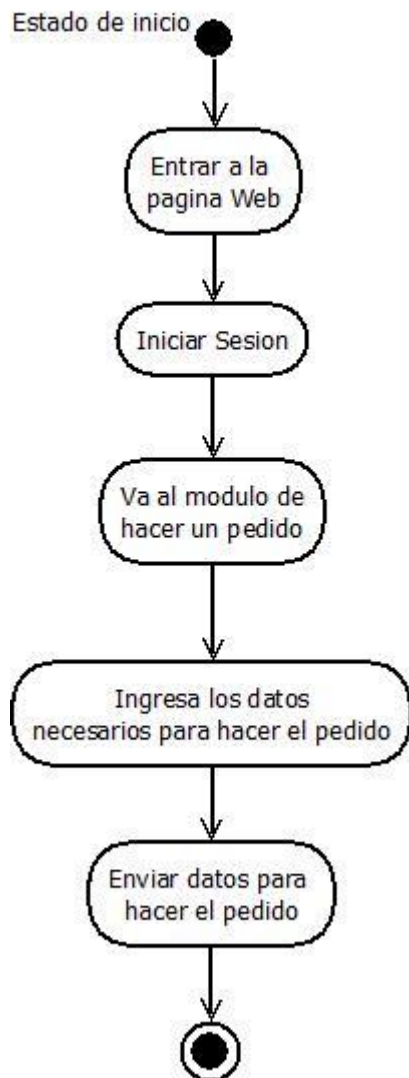 Estado de inicio
Entrar a la
pagina Web
Iniciar Sesion
Va al modulo de
hacer un pedido
Ingresa los datos
necesarios para hacer el pedido
Enviar datos para
hacer el pedido